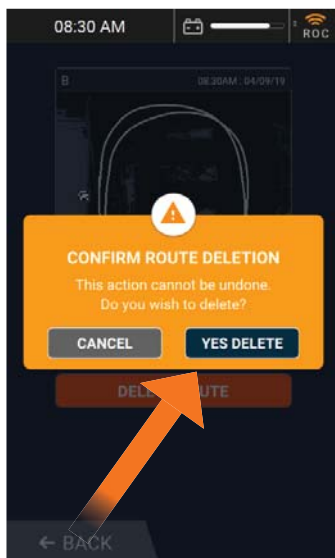 08:30 AM
ROC
B
08:30AM : 04/09/19
CONFIRM ROUTE DELETION
This action cannot be undone.
Do you wish to delete?
CANCEL
YES DELETE
← BACK